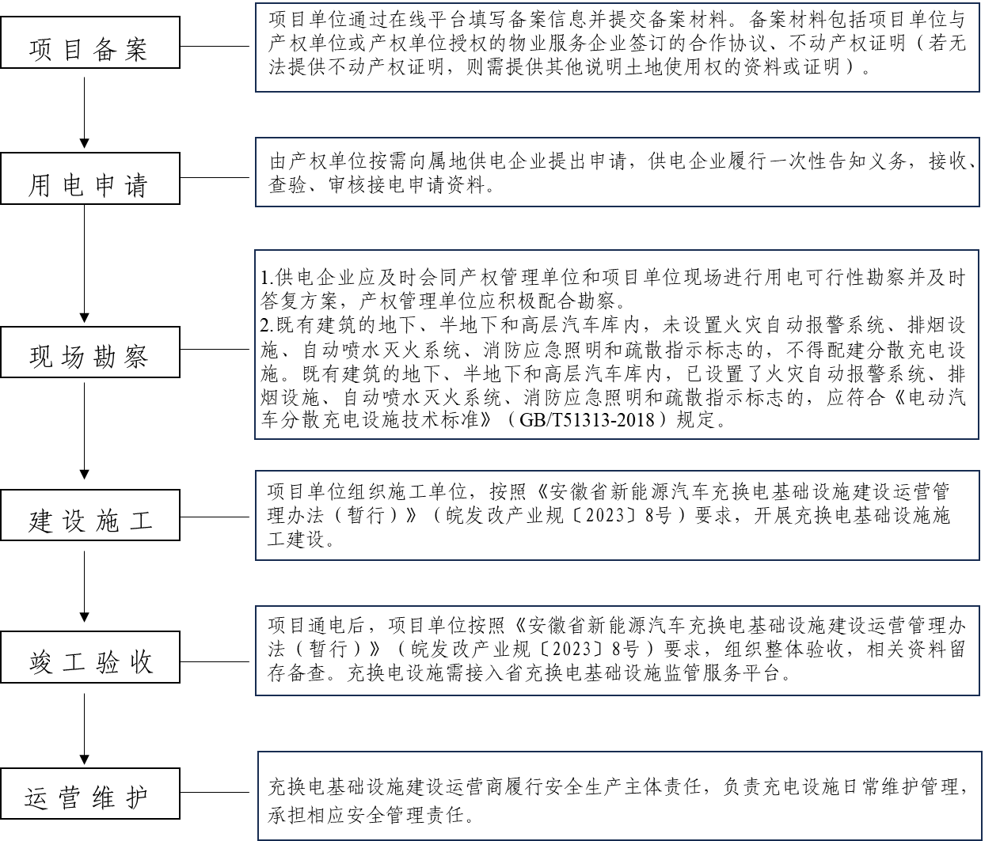 项目备案
项目单位通过在线平台填写备案信息并提交备案材料。备案材料包括项目单位与
产权单位或产权单位授权的物业服务企业签订的合作协议、不动产权证明（若无
法提供不动产权证明，则需提供其他说明土地使用权的资料或证明）。
用电申请
由产权单位按需向属地供电企业提出申请，供电企业履行一次性告知义务，接收、
查验、审核接电申请资料。
现场勘察
1.供电企业应及时会同产权管理单位和项目单位现场进行用电可行性勘察并及时
答复方案，产权管理单位应积极配合勘察。
2.既有建筑的地下、半地下和高层汽车库内，未设置火灾自动报警系统、排烟设
施、自动喷水灭火系统、消防应急照明和疏散指示标志的，不得配建分散充电设
施。既有建筑的地下、半地下和高层汽车库内，已设置了火灾自动报警系统、排
烟设施、自动喷水灭火系统、消防应急照明和疏散指示标志的，应符合《电动汽
车分散充电设施技术标准》（GB/T51313-2018）规定。
建设施工
项目单位组织施工单位，按照《安徽省新能源汽车充换电基础设施建设运营管
理办法（暂行）》（皖发改产业规〔2023〕8号）要求，开展充换电基础设施施
工建设。
竣工验收
项目通电后，项目单位按照《安徽省新能源汽车充换电基础设施建设运营管理办
法（暂行）》（皖发改产业规〔2023〕8号）要求，组织整体验收，相关资料留
存备查。充换电设施需接入省充换电基础设施监管服务平台。
运营维护
充换电基础设施建设运营商履行安全生产主体责任，负责充电设施日常维护管理，
承担相应安全管理责任。